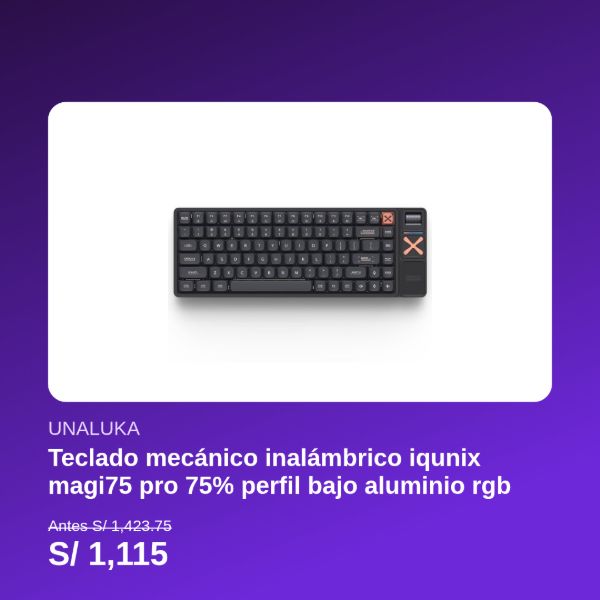 UNALUKA
Teclado mecánico inalámbrico iqunix
magi75 pro 75% perfil bajo aluminio rgb
Antes S/ 1,423.75
S/ 1,115